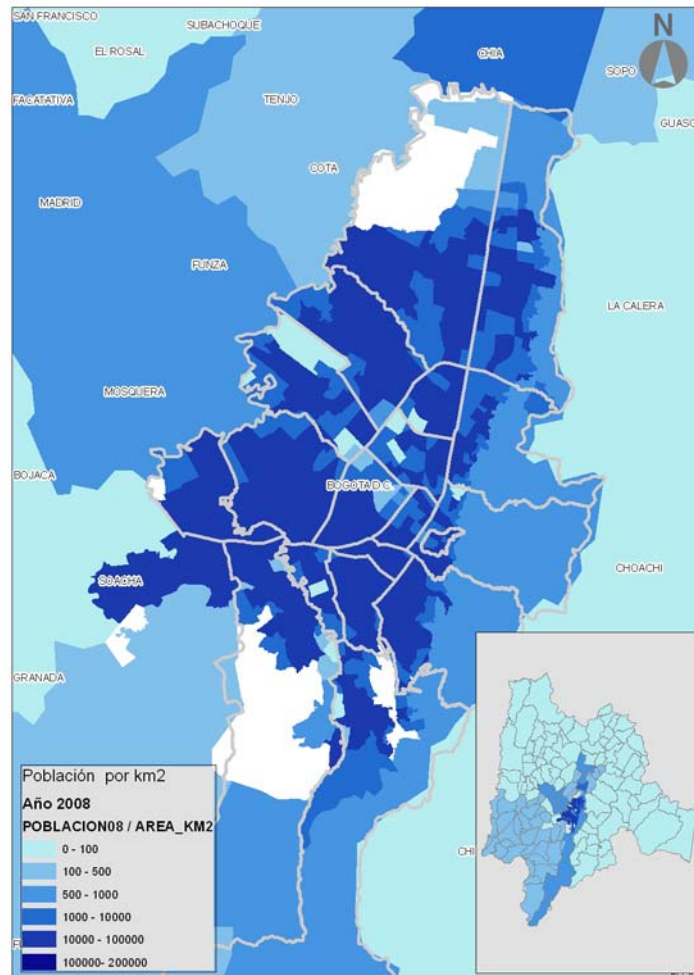 SAN FRANCISCO
SUBACHOQUE
EL ROSAL
CHIA
N
SOPO
FACATATIVA
TENJO
GUASC
COTA
MADRID
FUNZA
LA CALERA
MOSQUERA
BOJACA
BOGOTA D.C.
SOACHA
CHOACHI
GRANADA
Población por km2
Año 2008
POBLACION08 / AREA_KM2
0 - 100
100 - 500
500 - 1000
1000 - 10000
10000 - 100000
100000- 200000
CHI